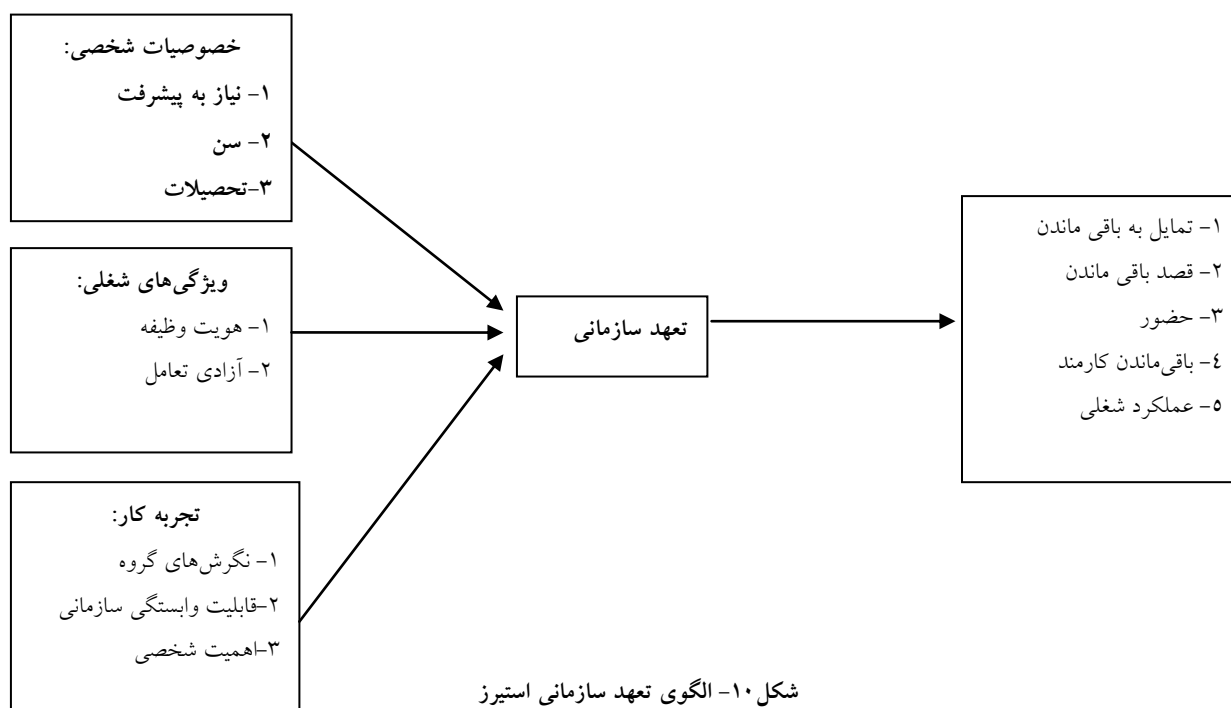 خصوصیات شخصی:
۱- نیاز به پیشرفت
۲- سن
۳-تحصیلات
ویژگی‌های شغلی:
۱- هویت وظیفه
۲- آزادی تعامل
تجربه کار:
۱- نگرش‌های گروه
۲-قابلیت وابستگی سازمانی
۳-اهمیت شخصی
تعهد سازمانی
۱- تمایل به باقی ماندن
۲- قصد باقی ماندن
۳- حضور
۴- باقی‌ماندن کارمند
۵- عملکرد شغلی
شکل۱۰- الگوی تعهد سازمانی استیرز